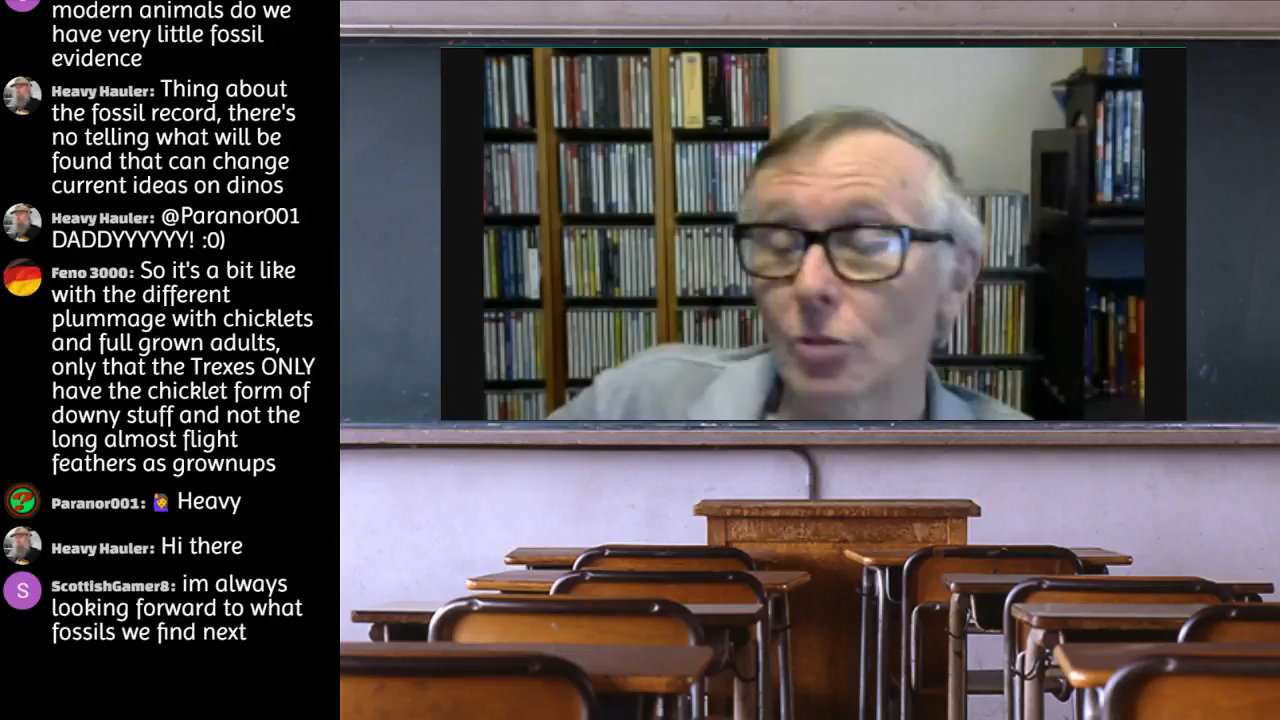 modern animals do we
have very little fossil
evidence
Heavy Hauler: Thing about
the fossil record, there's
no telling what will be
found that can change
current ideas on dinos
Heavy Hauler: @Paranor001
DADDYYYYYY! :0)
Feno 3000: So it's a bit like
with the different
plummage with chicklets
and full grown adults,
only that the Trexes ONLY
have the chicklet form of
downy stuff and not the
long almost flight
feathers as grownups
Paranor001: 🙋‍♀️ Heavy
Heavy Hauler: Hi there
S
ScottishGamer8: im always
looking forward to what
fossils we find next